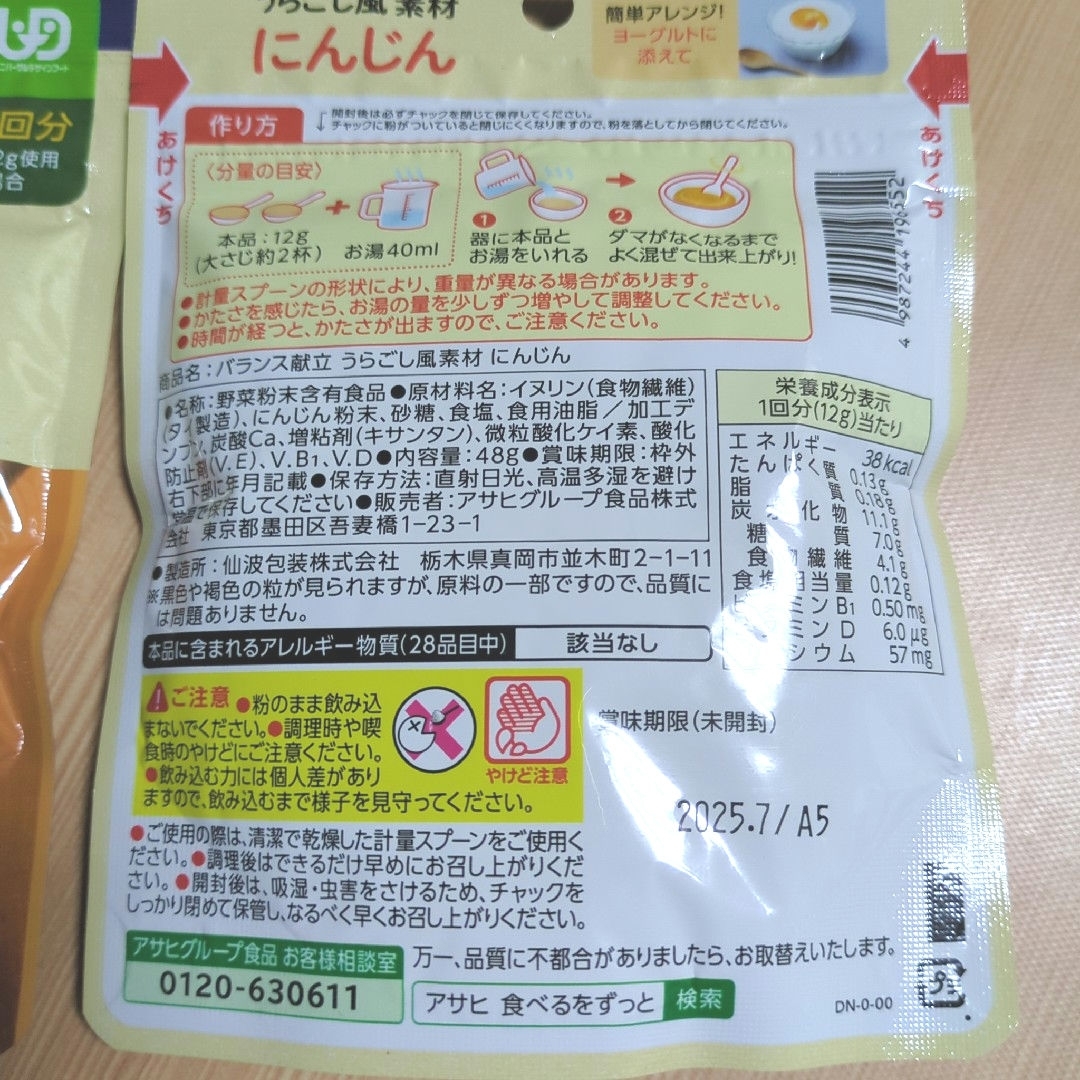 うらごし風 素材
にんじん
簡単アレンジ!
ヨーグルトに
添えて
回分
2g使用
場合
あけくち
あけくち
作り方
開封後は必ずチャックを閉じて保存してください。
チャックに粉がついていると閉じにくくなりますので、粉を落としてから閉じてください。
〈分量の目安〉
本品:12g
(大さじ約2杯)
お湯40ml
1
器に本品と
お湯をいれる
2
ダマがなくなるまで
よく混ぜて出来上がり!
●計量スプーンの形状により、重量が異なる場合があります。
●かたさを感じたら、お湯の量を少しずつ増やして調整してください。
●時間が経つと、かたさが出ますので、ご注意ください。
4 987244 196552
商品名:バランス献立 うらごし風素材 にんじん
●名称:野菜粉末含有食品●原材料名:イヌリン(食物繊維)
(タイ製造)、にんじん粉末、砂糖、食塩、食用油脂/加工デ
ンプン、炭酸Ca、増粘剤(キサンタン)、微粒酸化ケイ素、酸化
防止剤(V.E)、V.B1、V.D●内容量:48g●賞味期限:枠外
右下部に年月記載●保存方法:直射日光、高温多湿を避け
常温で保存してください●販売者:アサヒグループ食品株式
会社 東京都墨田区吾妻橋1-23-1
●製造所:仙波包装株式会社 栃木県真岡市並木町2-1-11
※黒色や褐色の粒が見られますが、原料の一部ですので、品質に
は問題ありません。
本品に含まれるアレルギー物質(28品目中) 該当なし
栄養成分表示
1回分(12g)当たり
エネルギー 38kcal
たんぱく質 0.13g
脂質 0.18g
炭水化物 11.1g
糖質 7.0g
食物繊維 4.1g
食塩相当量 0.12g
ビタミンB1 0.50mg
ビタミンD 6.0μg
カルシウム 57mg
ご注意 ●粉のまま飲み込
まないでください。●調理時や喫
食時のやけどにご注意ください。
●飲み込む力には個人差があり
ますので、飲み込むまで様子を見守ってください。
やけど注意
賞味期限(未開封)
2025.7/A5
●ご使用の際は、清潔で乾燥した計量スプーンをご使用く
ださい。●調理後はできるだけ早めにお召し上がりくだ
さい。●開封後は、吸湿・虫害をさけるため、チャックを
しっかり閉めて保管し、なるべく早くお召し上がりください。
アサヒグループ食品 お客様相談室
0120-630611
万一、品質に不都合がありましたら、お取替えいたします。
アサヒ 食べるをずっと 検索
DN-0-00
プラ